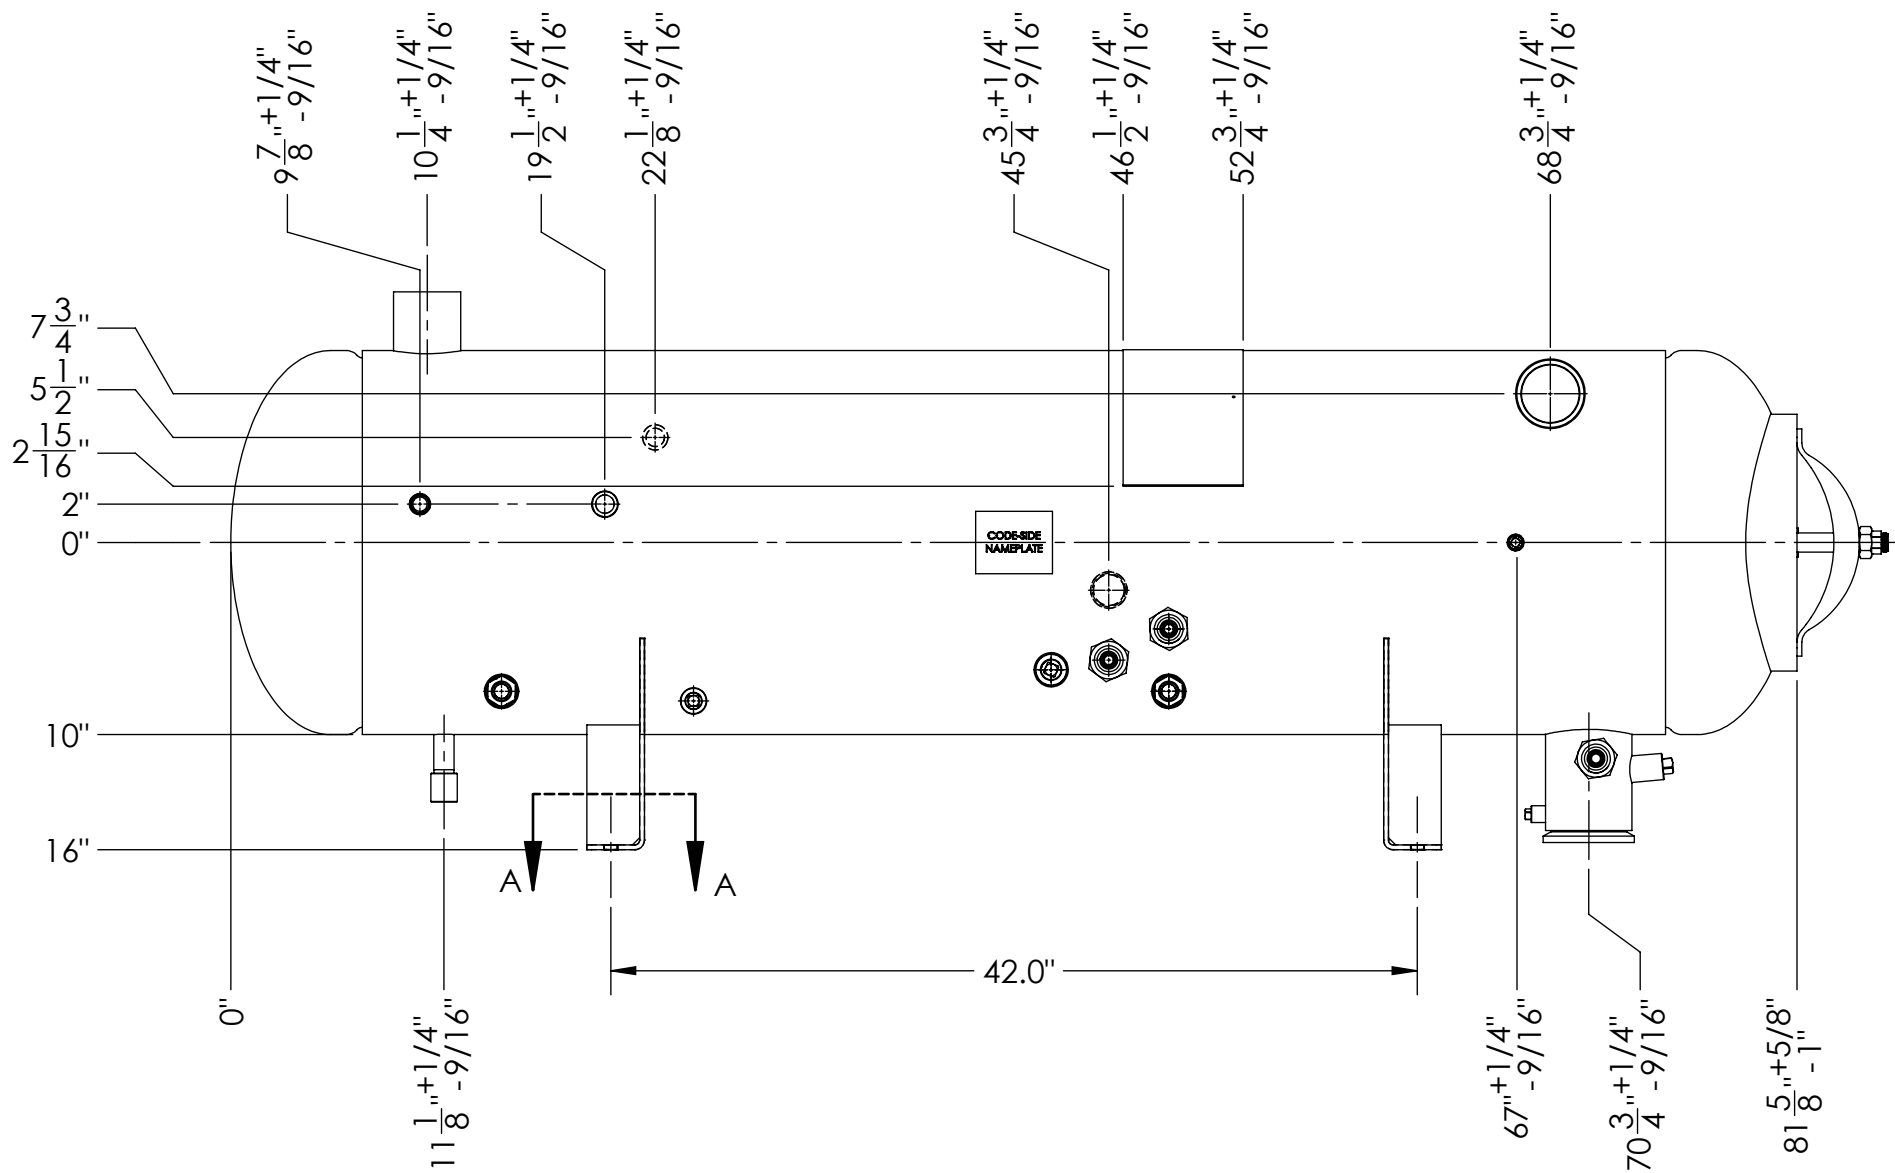 9 7/8" +1/4" -9/16"
10 1/4" +1/4" -9/16"
19 1/2" +1/4" -9/16"
22 1/8" +1/4" -9/16"
45 3/4" +1/4" -9/16"
46 1/2" +1/4" -9/16"
52 3/4" +1/4" -9/16"
68 3/4" +1/4" -9/16"
7 3/4"
5 1/2"
2 15/16"
2"
0"
CODE-SIDE
NAMEPLATE
10"
16"
A
A
42.0"
0"
11 1/8" +1/4" -9/16"
67" +1/4" -9/16"
70 3/4" +1/4" -9/16"
81 5/8" +5/8" -1"